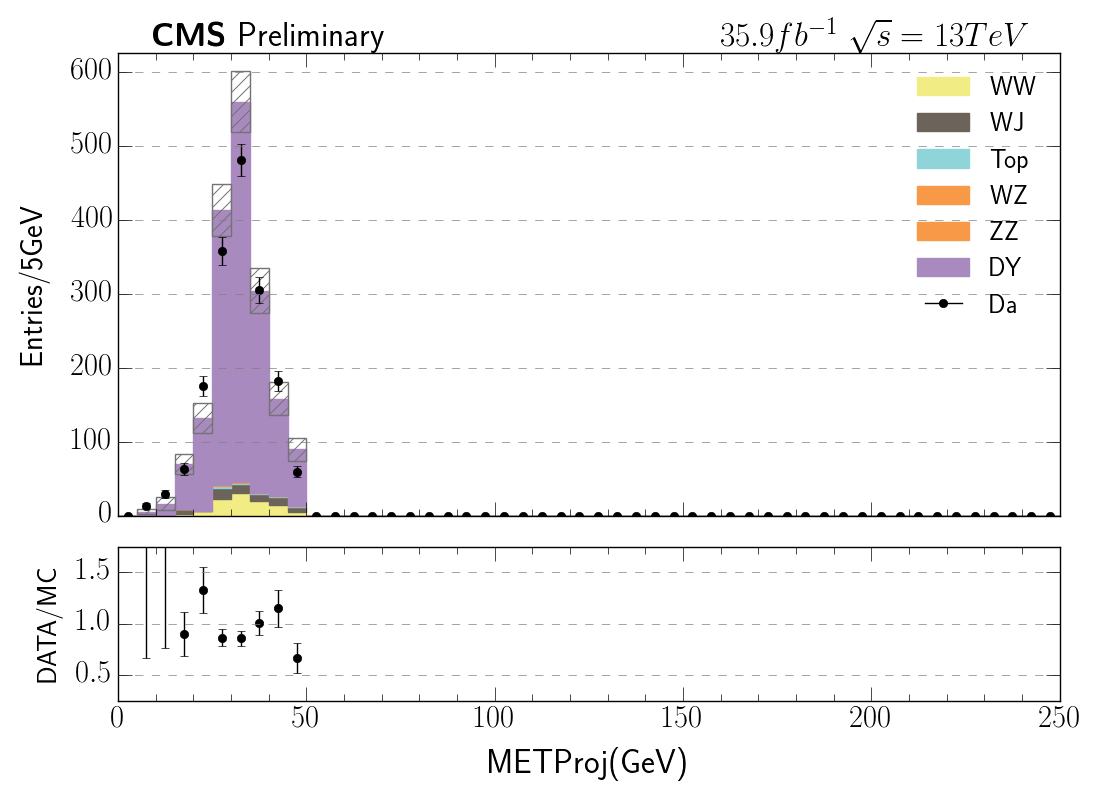 CMS Preliminary 35.9fb⁻¹ √s = 13TeV
600
500
400
300
200
100
0
Entries/5GeV
WW
WJ
Top
WZ
ZZ
DY
Da
1.5
1.0
0.5
DATA/MC
0 50 100 150 200 250
METProj(GeV)